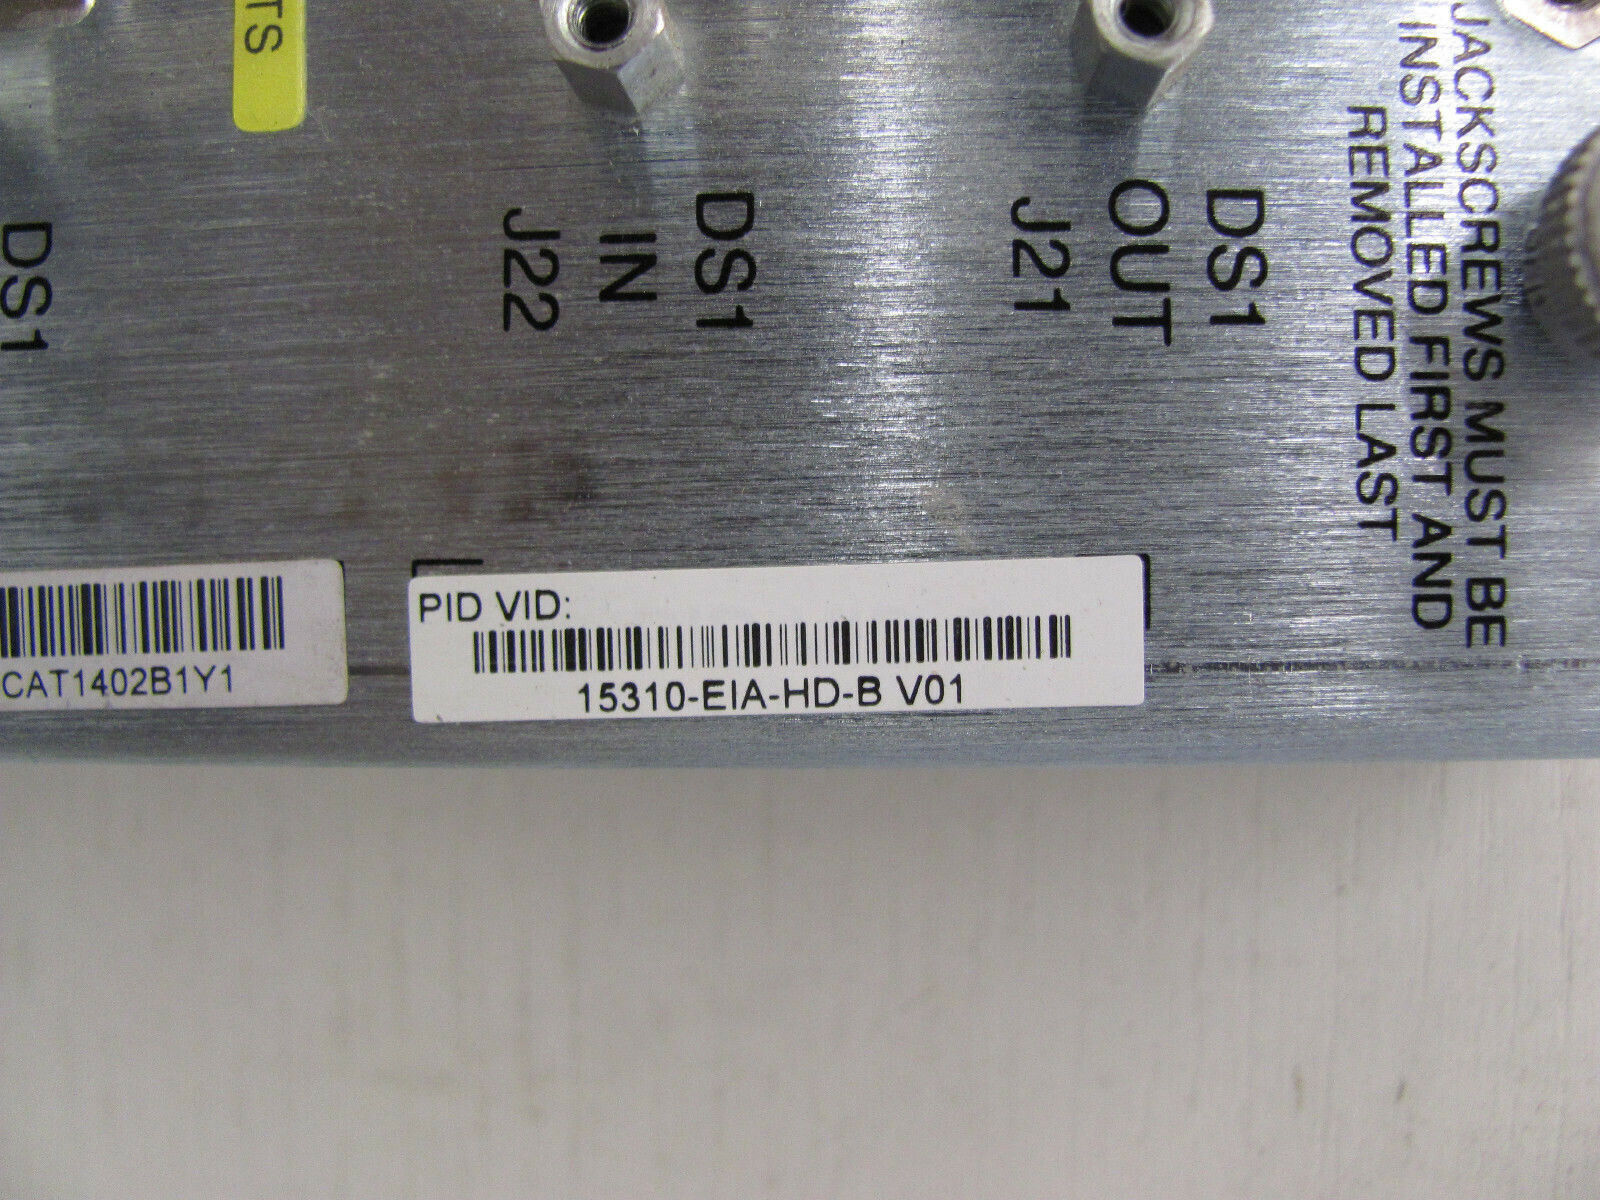 TS
DS1
DS1
IN
J22
DS1
OUT
J21
JACKSCREWS MUST BE
INSTALLED FIRST AND
REMOVED LAST
CAT1402B1Y1
PID VID:
15310-EIA-HD-B V01